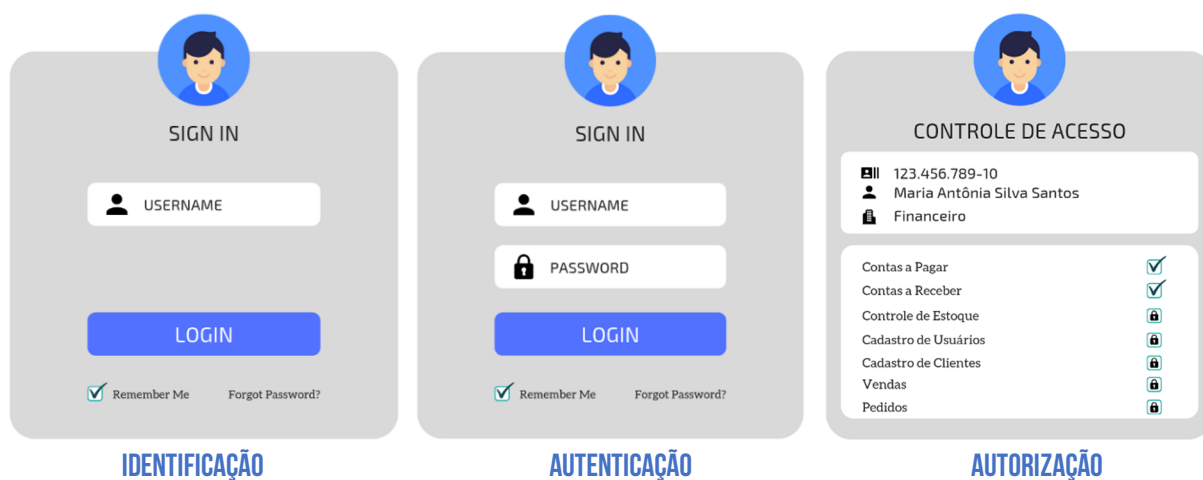 SIGN IN
USERNAME
LOGIN
Remember Me
Forgot Password?
IDENTIFICAÇÃO
SIGN IN
USERNAME
PASSWORD
LOGIN
Remember Me
Forgot Password?
AUTENTICAÇÃO
CONTROLE DE ACESSO
123.456.789-10
Maria Antônia Silva Santos
Financeiro
Contas a Pagar
Contas a Receber
Controle de Estoque
Cadastro de Usuários
Cadastro de Clientes
Vendas
Pedidos
AUTORIZAÇÃO